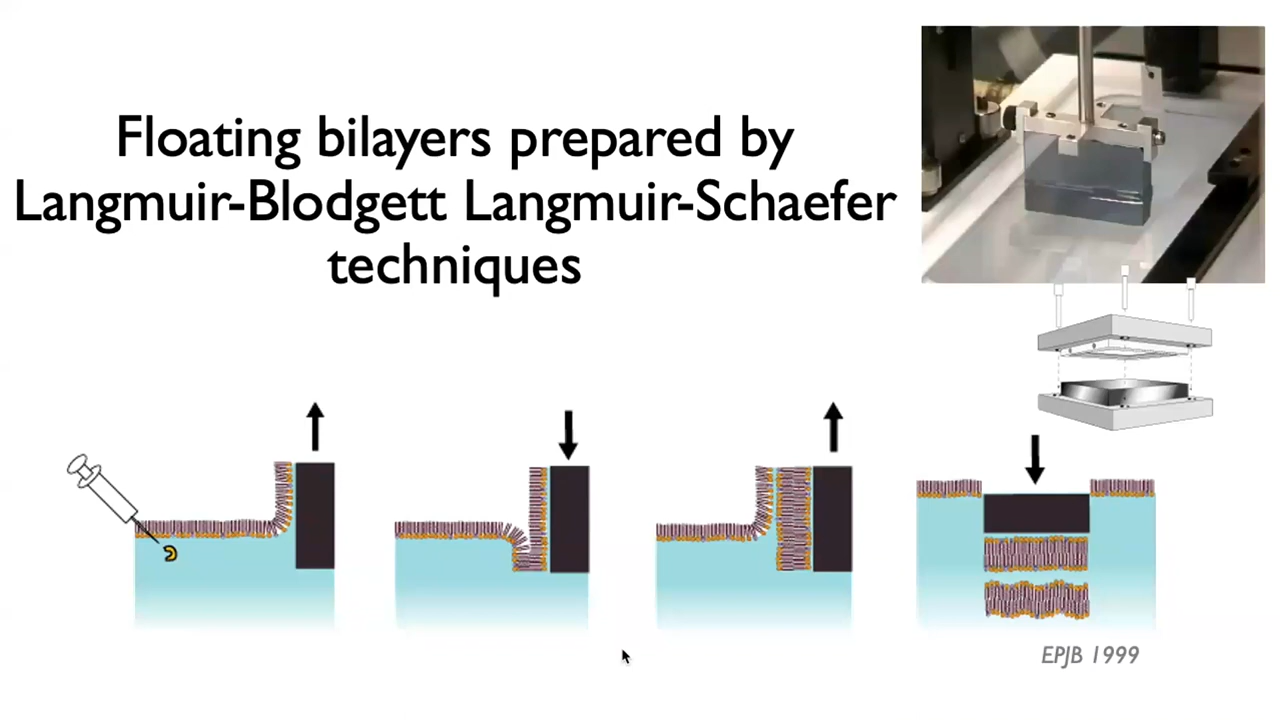 Floating bilayers prepared by
Langmuir-Blodgett Langmuir-Schaefer
techniques
EPJB 1999